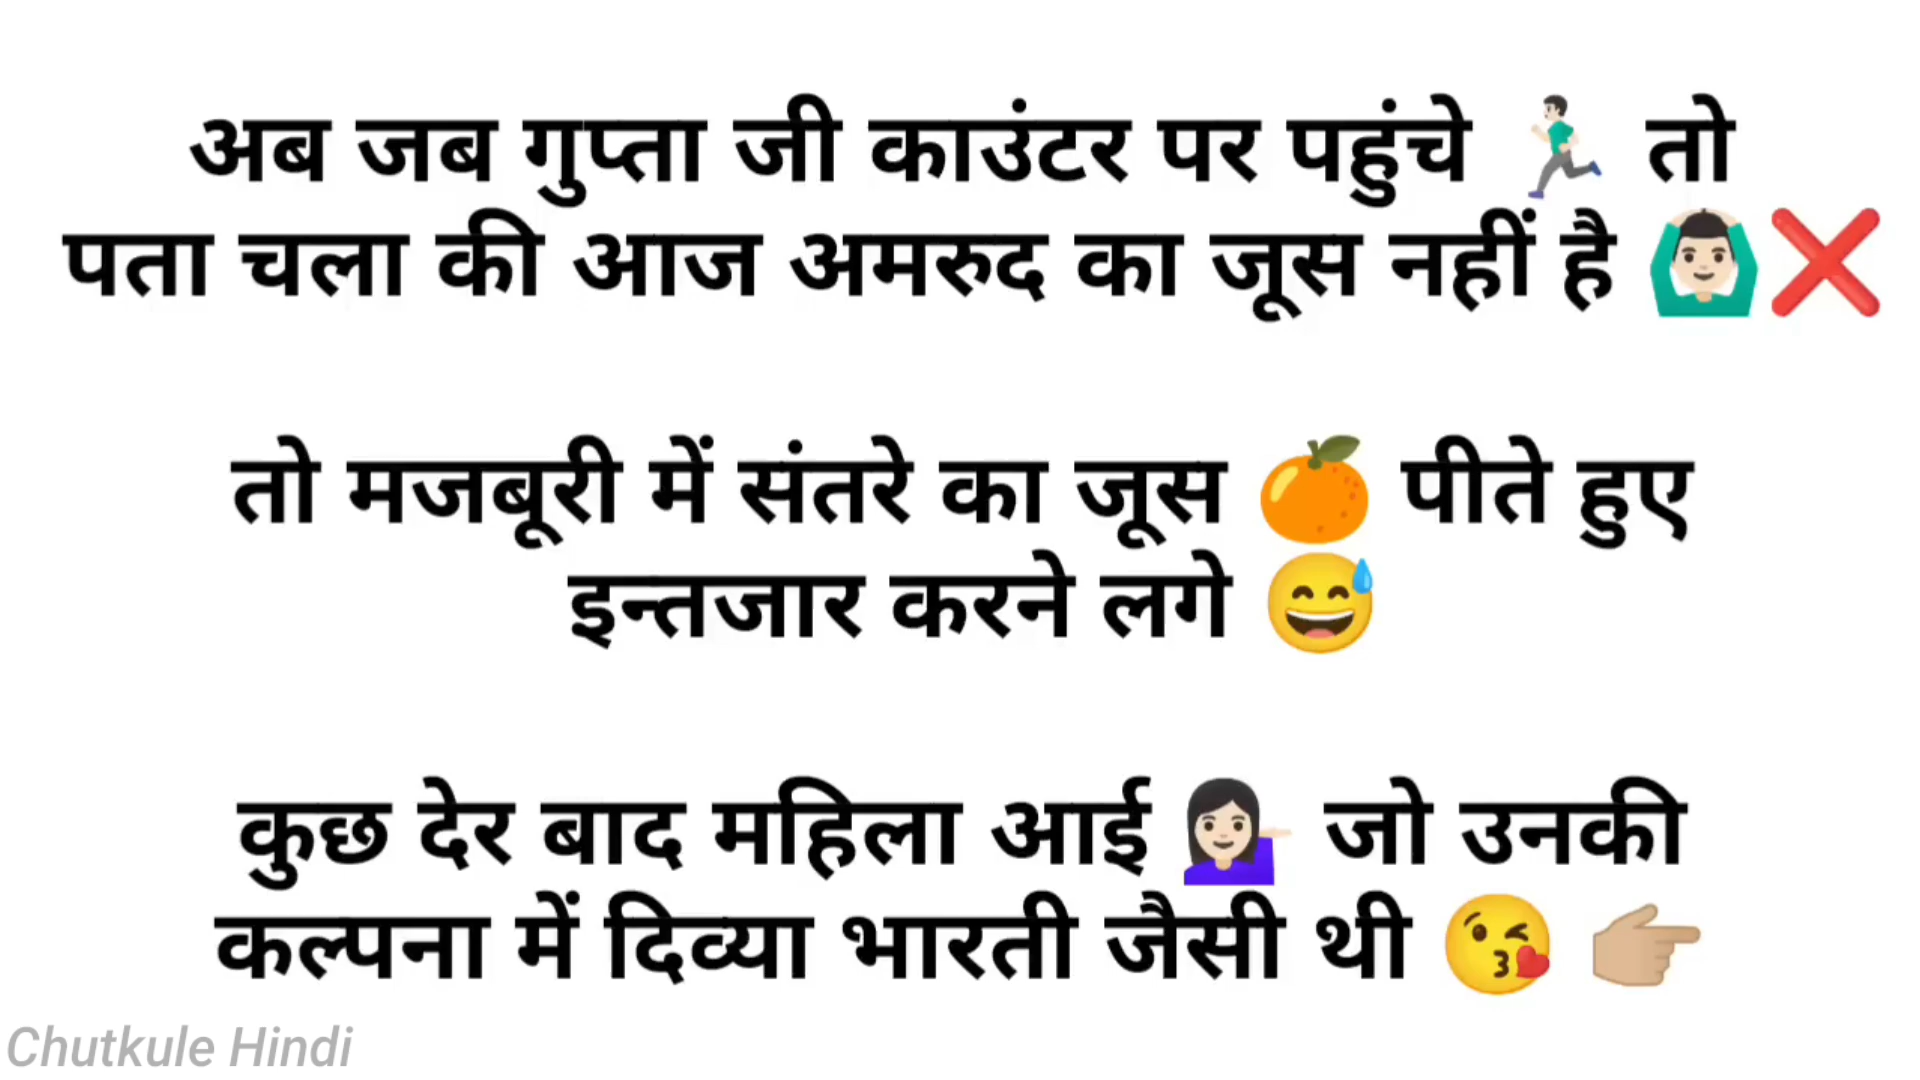 अब जब गुप्ता जी काउंटर पर पहुंचे 🏃🏻‍♂️ तो
पता चला की आज अमरुद का जूस नहीं है 🙆🏻‍♂️❌
तो मजबूरी में संतरे का जूस 🍊 पीते हुए
इन्तजार करने लगे 😅
कुछ देर बाद महिला आई 💁🏻‍♀️ जो उनकी
कल्पना में दिव्या भारती जैसी थी 😘 👉🏼
Chutkule Hindi